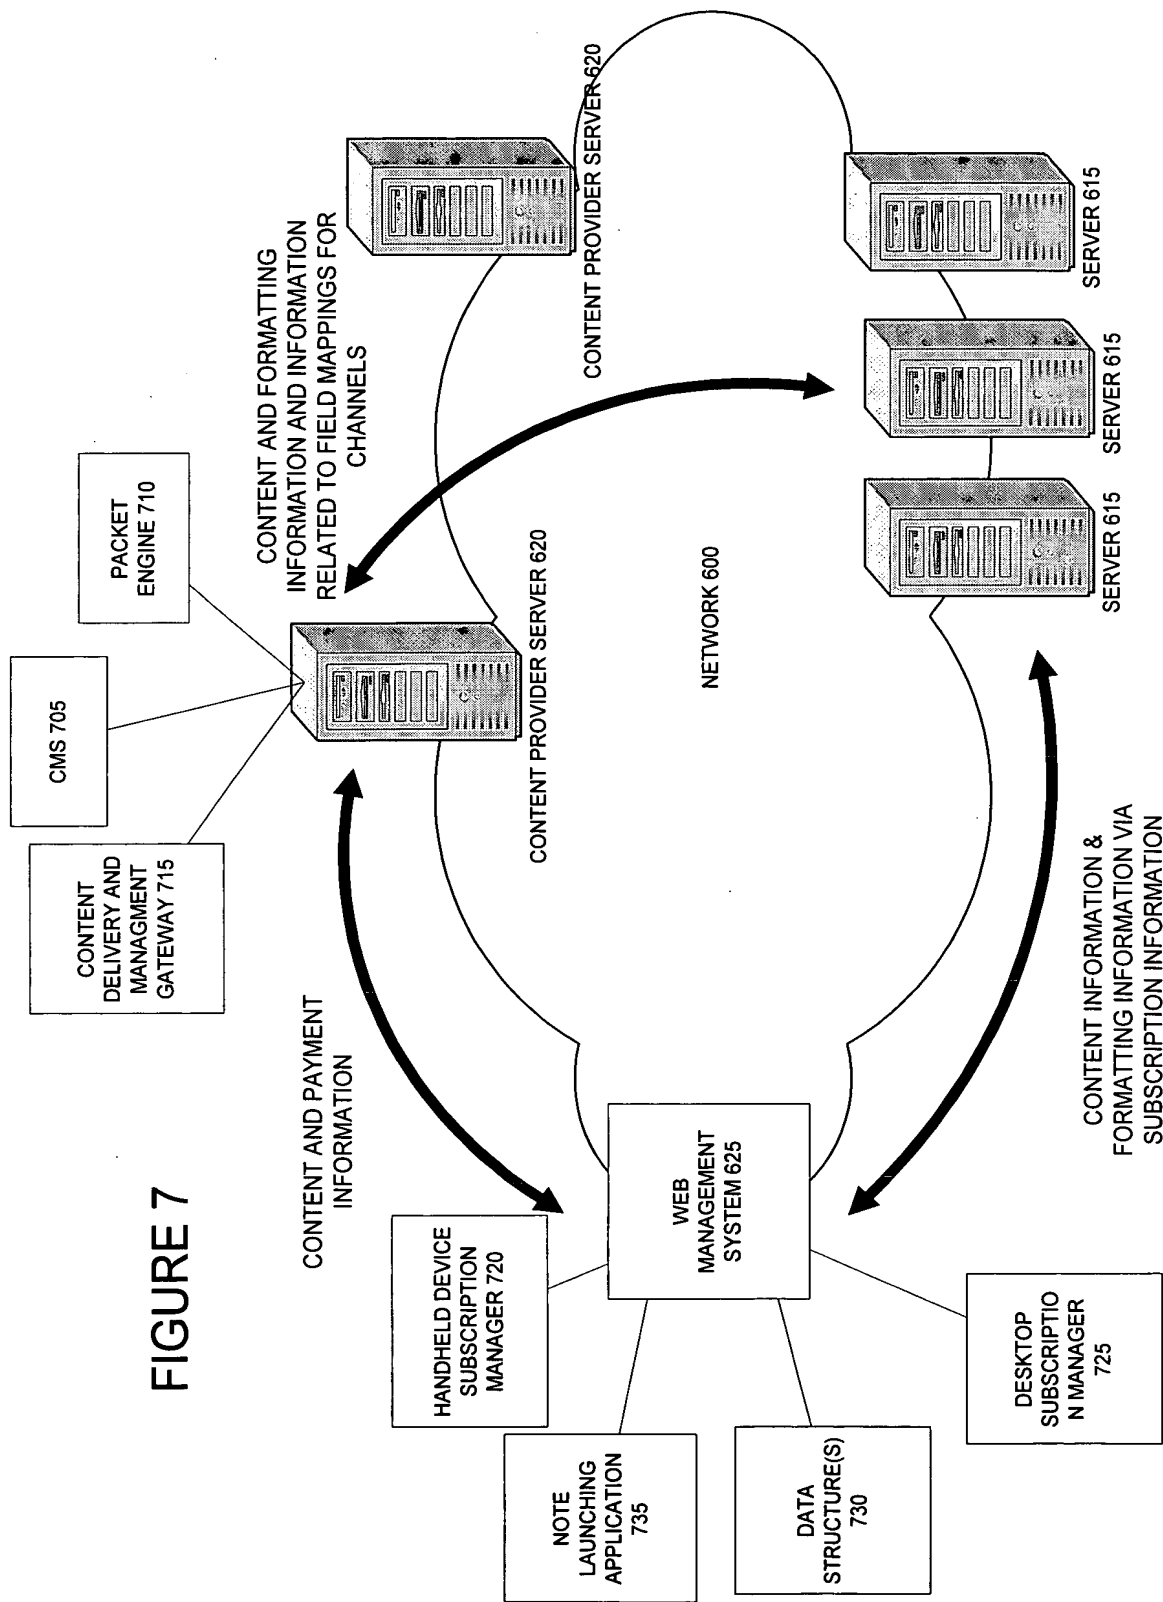 FIGURE 7
CONTENT
DELIVERY AND
MANAGMENT
GATEWAY 715
CMS 705
PACKET
ENGINE 710
CONTENT AND PAYMENT
INFORMATION
CONTENT AND FORMATTING
INFORMATION AND INFORMATION
RELATED TO FIELD MAPPINGS FOR
CHANNELS
HANDHELD DEVICE
SUBSCRIPTION
MANAGER 720
CONTENT PROVIDER SERVER 620
CONTENT PROVIDER SERVER 620
NOTE
LAUNCHING
APPLICATION
735
WEB
MANAGEMENT
SYSTEM 625
NETWORK 600
DATA
STRUCTURE(S)
730
DESKTOP
SUBSCRIPTIO
N MANAGER
725
SERVER 615
SERVER 615
SERVER 615
CONTENT INFORMATION &
FORMATTING INFORMATION VIA
SUBSCRIPTION INFORMATION